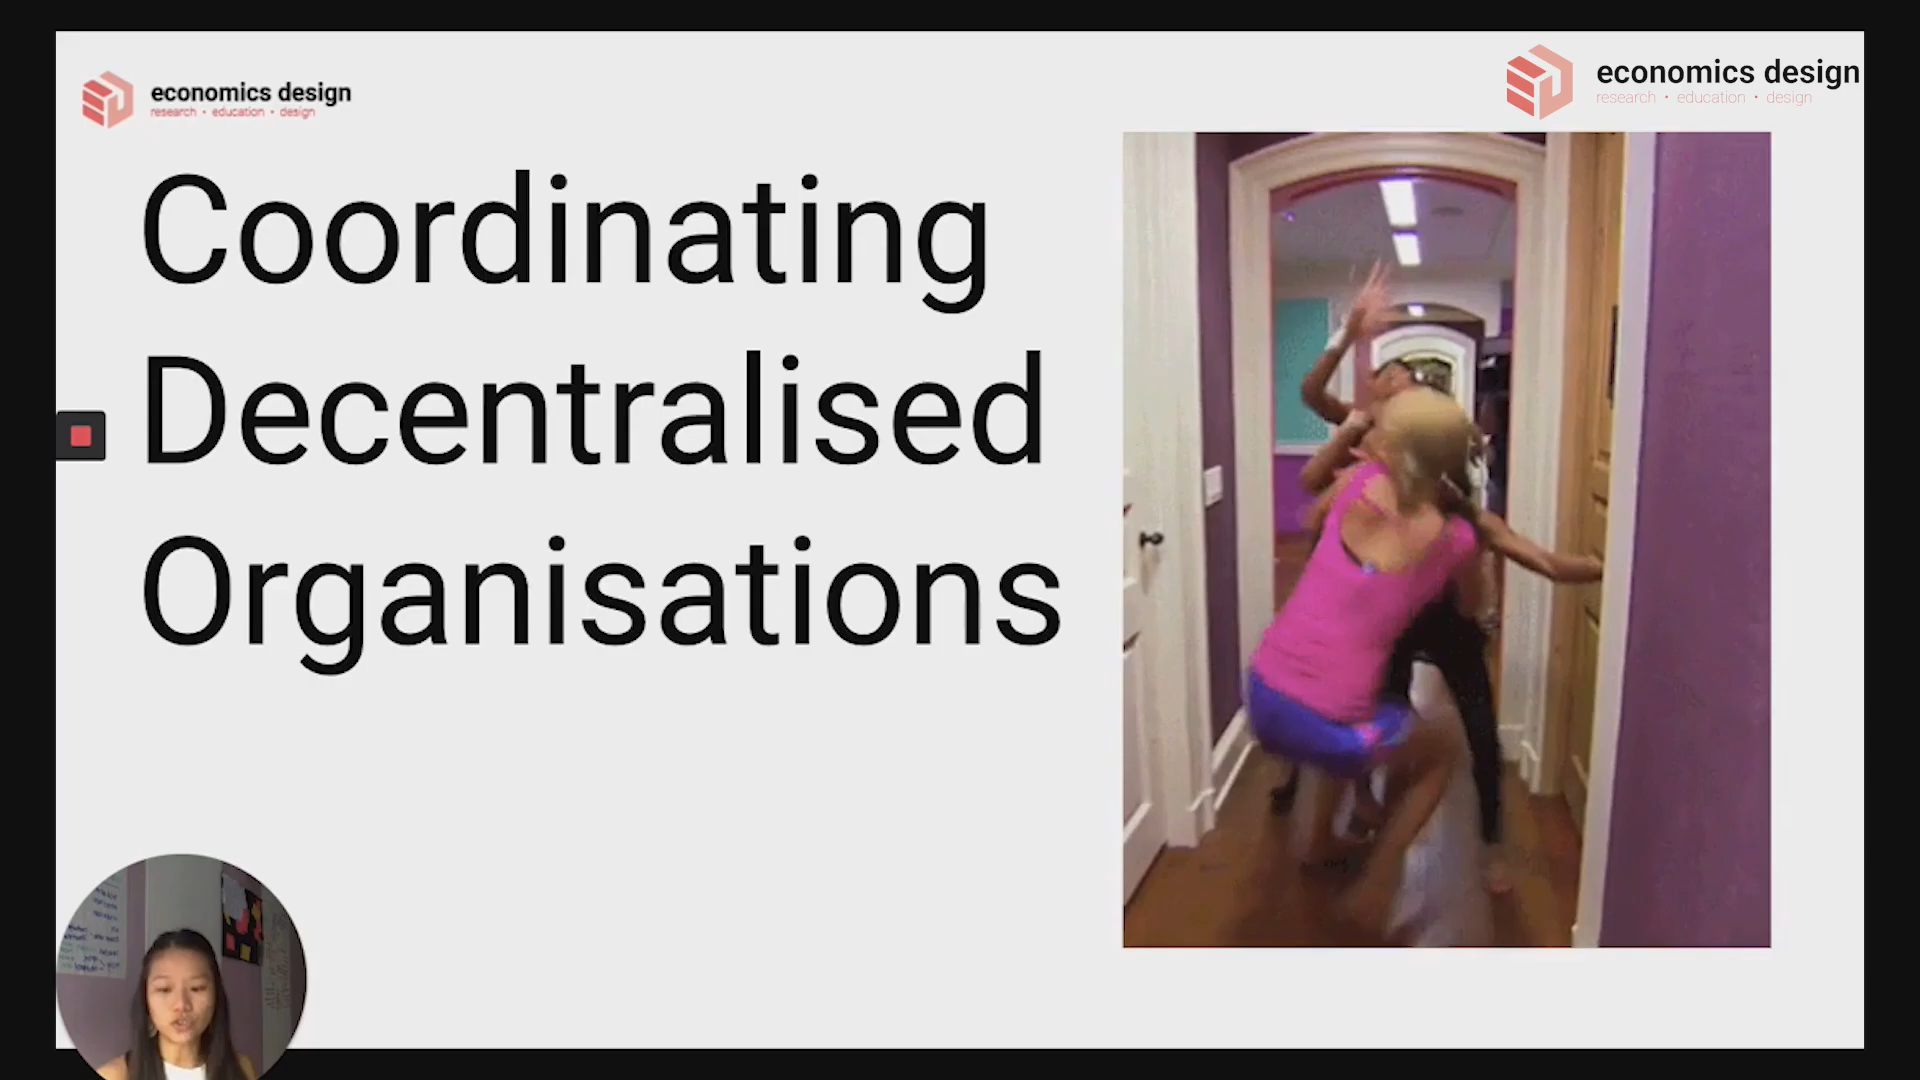 economics design
research • education • design
economics design
research • education • design
Coordinating
Decentralised
Organisations